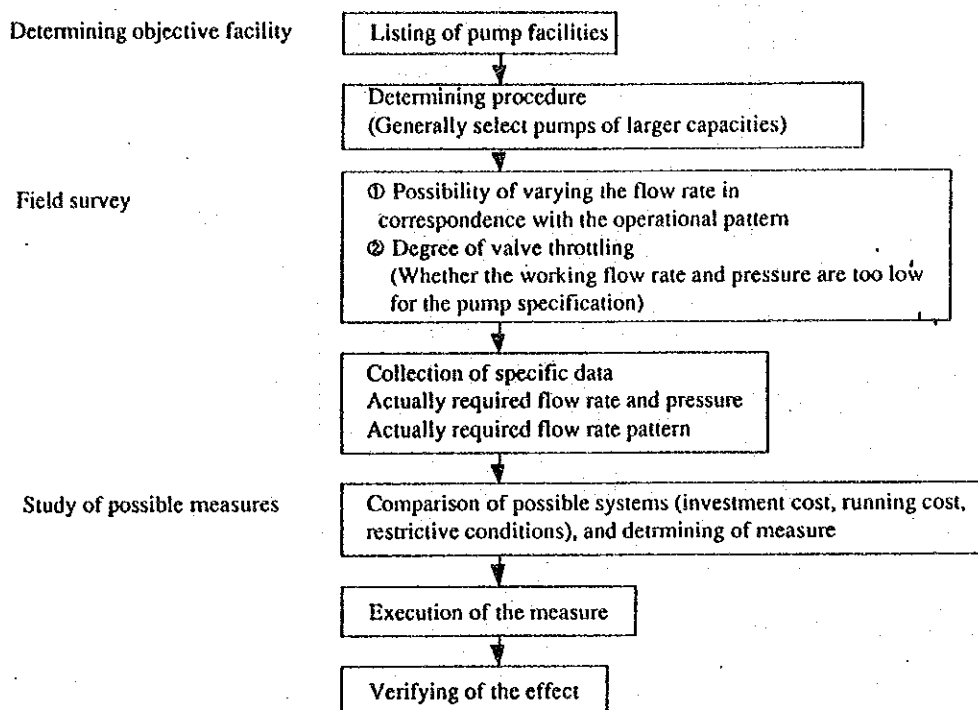 Determining objective facility
Listing of pump facilities
Determining procedure
(Generally select pumps of larger capacities)
Field survey
① Possibility of varying the flow rate in
correspondence with the operational pattern
② Degree of valve throttling
(Whether the working flow rate and pressure are too low
for the pump specification)
Collection of specific data
Actually required flow rate and pressure
Actually required flow rate pattern
Study of possible measures
Comparison of possible systems (investment cost, running cost,
restrictive conditions), and detrmining of measure
Execution of the measure
Verifying of the effect